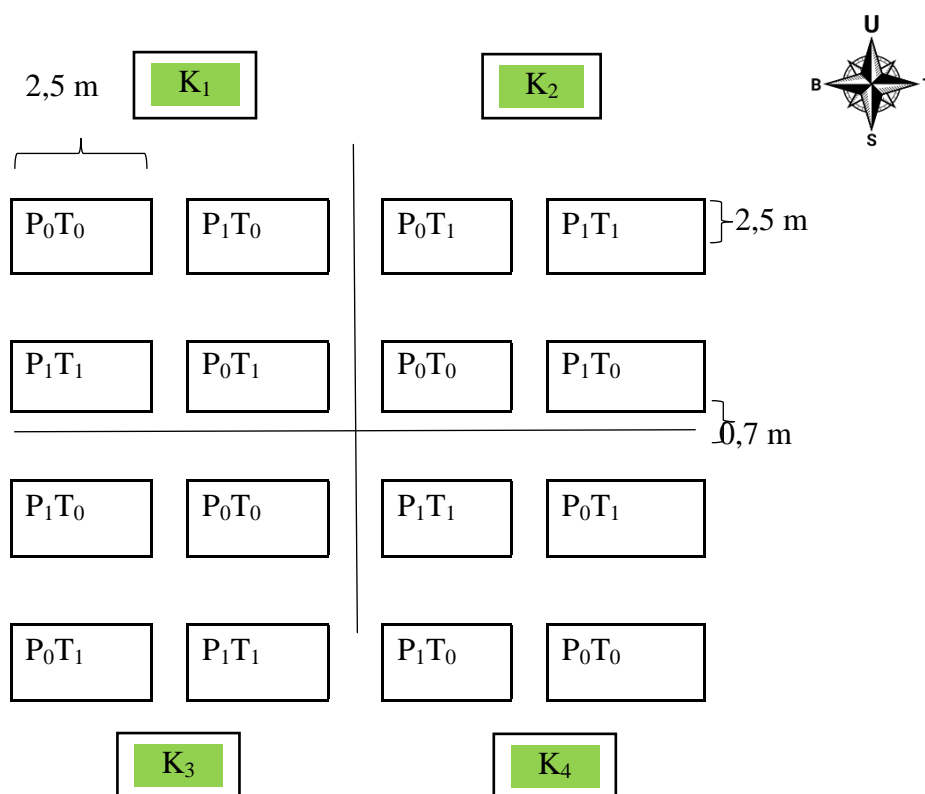 U
2,5 m K₁ K₂ B
S
P₀T₀ P₁T₀ P₀T₁ P₁T₁ 2,5 m
P₁T₁ P₀T₁ P₀T₀ P₁T₀
0,7 m
P₁T₀ P₀T₀ P₁T₁ P₀T₁
P₀T₁ P₁T₁ P₁T₀ P₀T₀
K₃ K₄